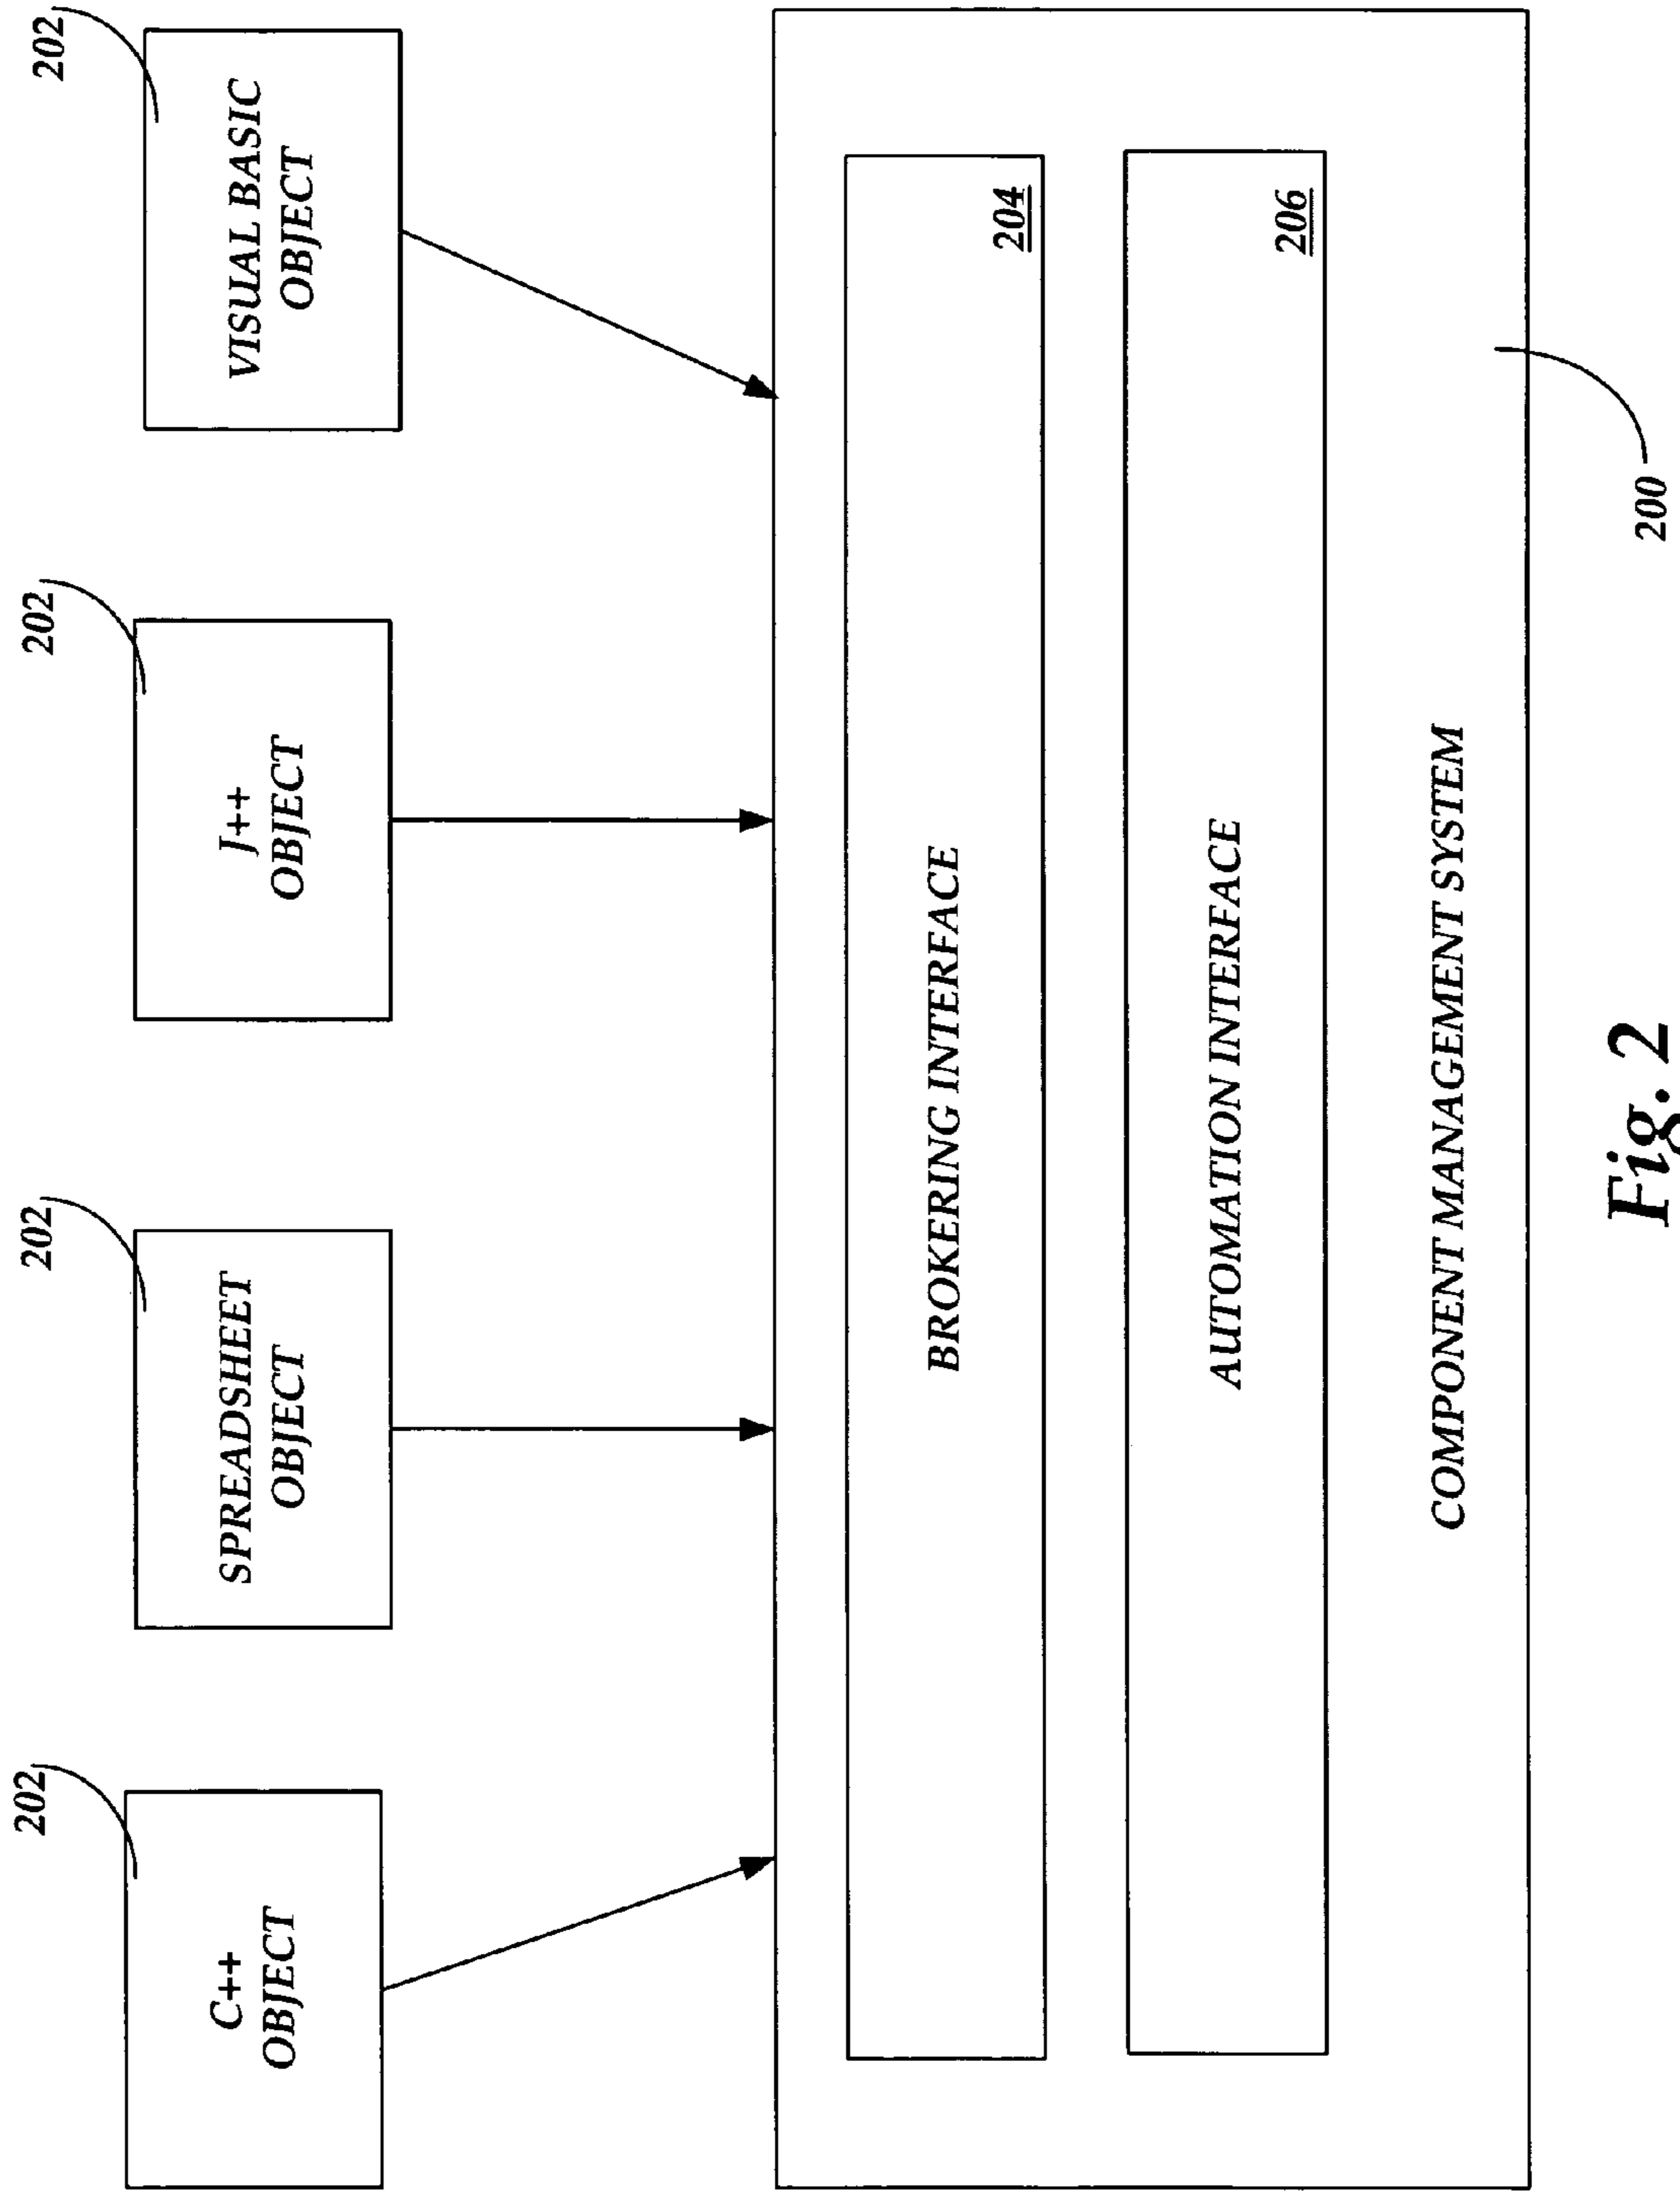 202
202
202
202
C++
OBJECT
SPREADSHEET
OBJECT
J++
OBJECT
VISUAL BASIC
OBJECT
BROKERING INTERFACE
204
AUTOMATION INTERFACE
206
COMPONENT MANAGEMENT SYSTEM
200
Fig. 2